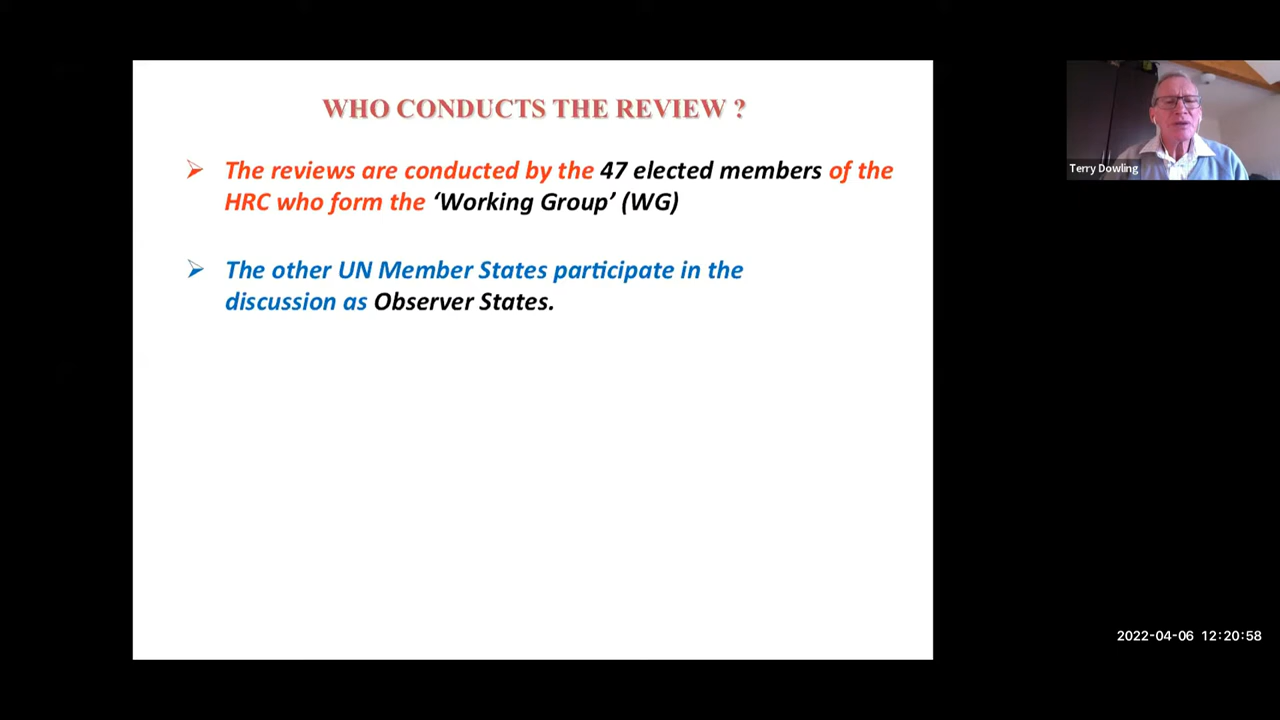 WHO CONDUCTS THE REVIEW ?
➢ The reviews are conducted by the 47 elected members of the
HRC who form the ‘Working Group’ (WG)
➢ The other UN Member States participate in the
discussion as Observer States.
Terry Dowling
2022-04-06 12:20:58